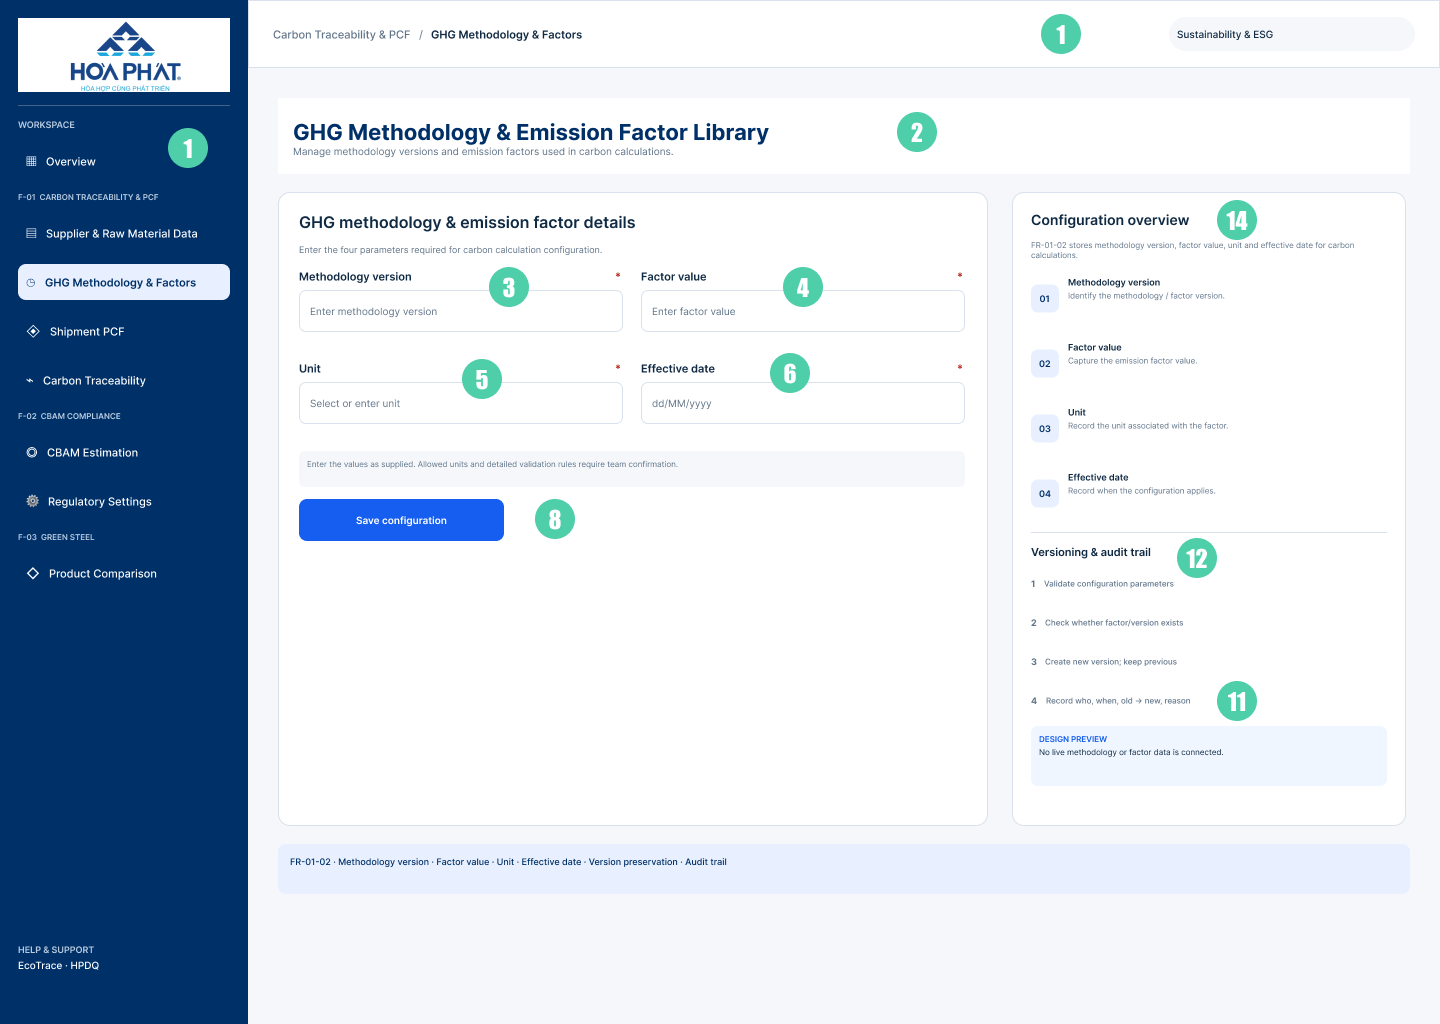 HÒA PHÁT
HÒA HỢP CÙNG PHÁT TRIỂN
WORKSPACE
1
Overview
F-01 CARBON TRACEABILITY & PCF
Supplier & Raw Material Data
GHG Methodology & Factors
Shipment PCF
Carbon Traceability
F-02 CBAM COMPLIANCE
CBAM Estimation
Regulatory Settings
F-03 GREEN STEEL
Product Comparison
HELP & SUPPORT
EcoTrace · HPDQ
Carbon Traceability & PCF / GHG Methodology & Factors
1
Sustainability & ESG
GHG Methodology & Emission Factor Library
2
Manage methodology versions and emission factors used in carbon calculations.
GHG methodology & emission factor details
Enter the four parameters required for carbon calculation configuration.
Methodology version *
3
Enter methodology version
Factor value *
4
Enter factor value
Unit *
5
Select or enter unit
Effective date *
6
dd/MM/yyyy
Enter the values as supplied. Allowed units and detailed validation rules require team confirmation.
Save configuration
8
Configuration overview
14
FR-01-02 stores methodology version, factor value, unit and effective date for carbon
calculations.
01
Methodology version
Identify the methodology / factor version.
02
Factor value
Capture the emission factor value.
03
Unit
Record the unit associated with the factor.
04
Effective date
Record when the configuration applies.
Versioning & audit trail
12
1 Validate configuration parameters
2 Check whether factor/version exists
3 Create new version; keep previous
4 Record who, when, old → new, reason
11
DESIGN PREVIEW
No live methodology or factor data is connected.
FR-01-02 · Methodology version · Factor value · Unit · Effective date · Version preservation · Audit trail